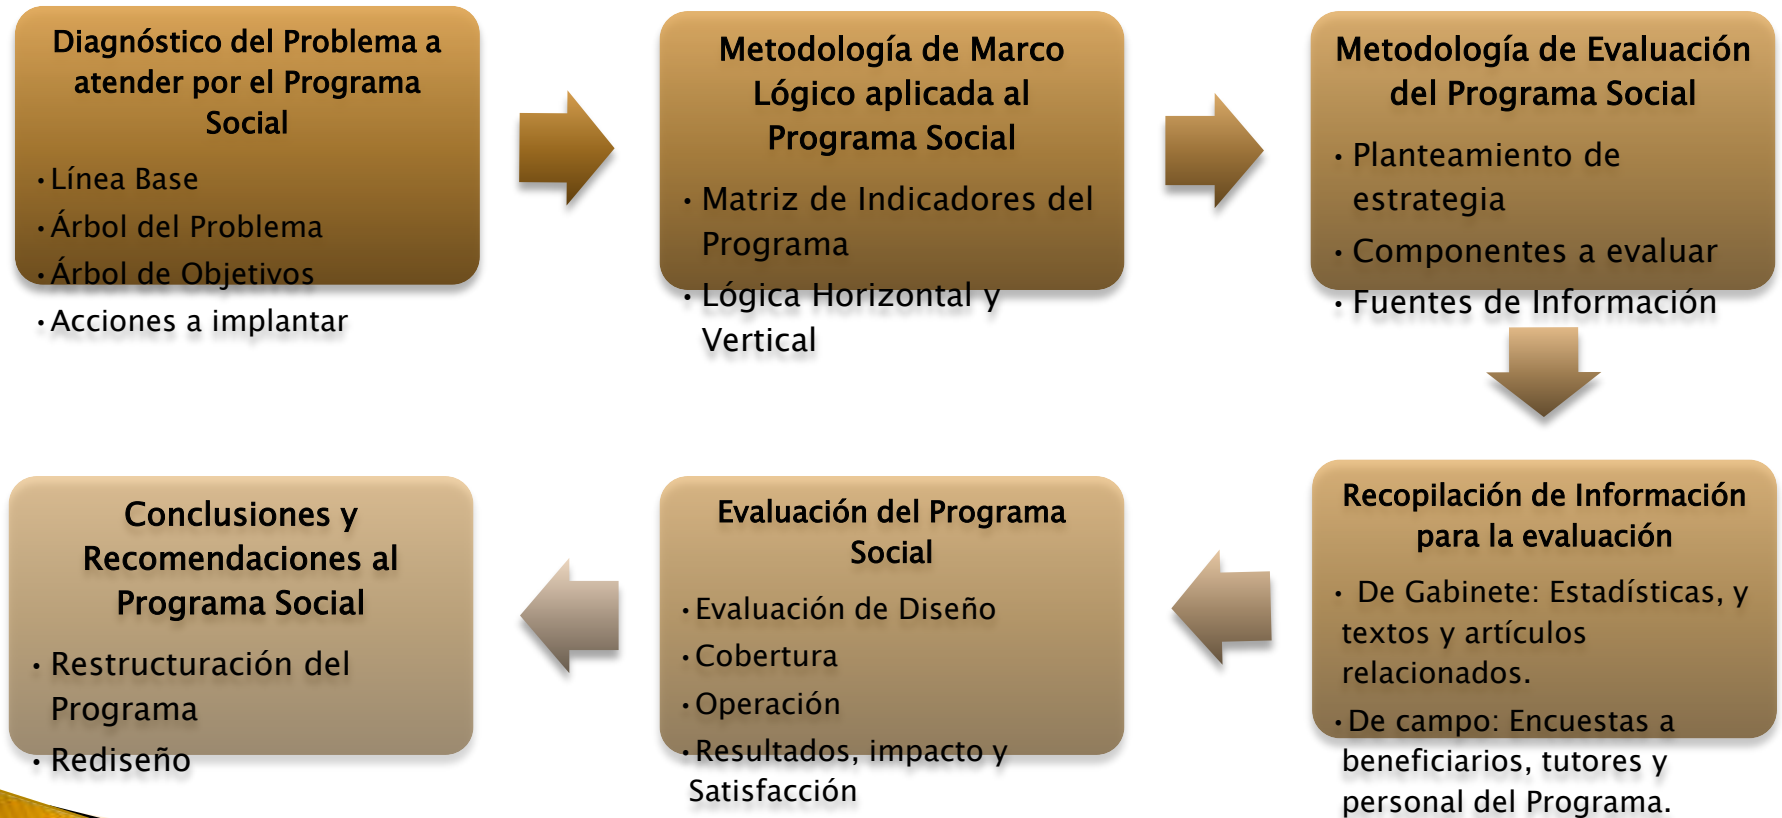 Diagnóstico del Problema a
atender por el Programa
Social
·Línea Base
·Árbol del Problema
·Árbol de Objetivos
·Acciones a implantar
Metodología de Marco
Lógico aplicada al
Programa Social
· Matriz de Indicadores del
Programa
· Lógica Horizontal y
Vertical
Metodología de Evaluación
del Programa Social
· Planteamiento de
estrategia
· Componentes a evaluar
· Fuentes de Información
Recopilación de Información
para la evaluación
· De Gabinete: Estadísticas, y
textos y artículos
relacionados.
·De campo: Encuestas a
beneficiarios, tutores y
personal del Programa.
Evaluación del Programa
Social
·Evaluación de Diseño
·Cobertura
·Operación
·Resultados, impacto y
Satisfacción
Conclusiones y
Recomendaciones al
Programa Social
· Restructuración del
Programa
· Rediseño